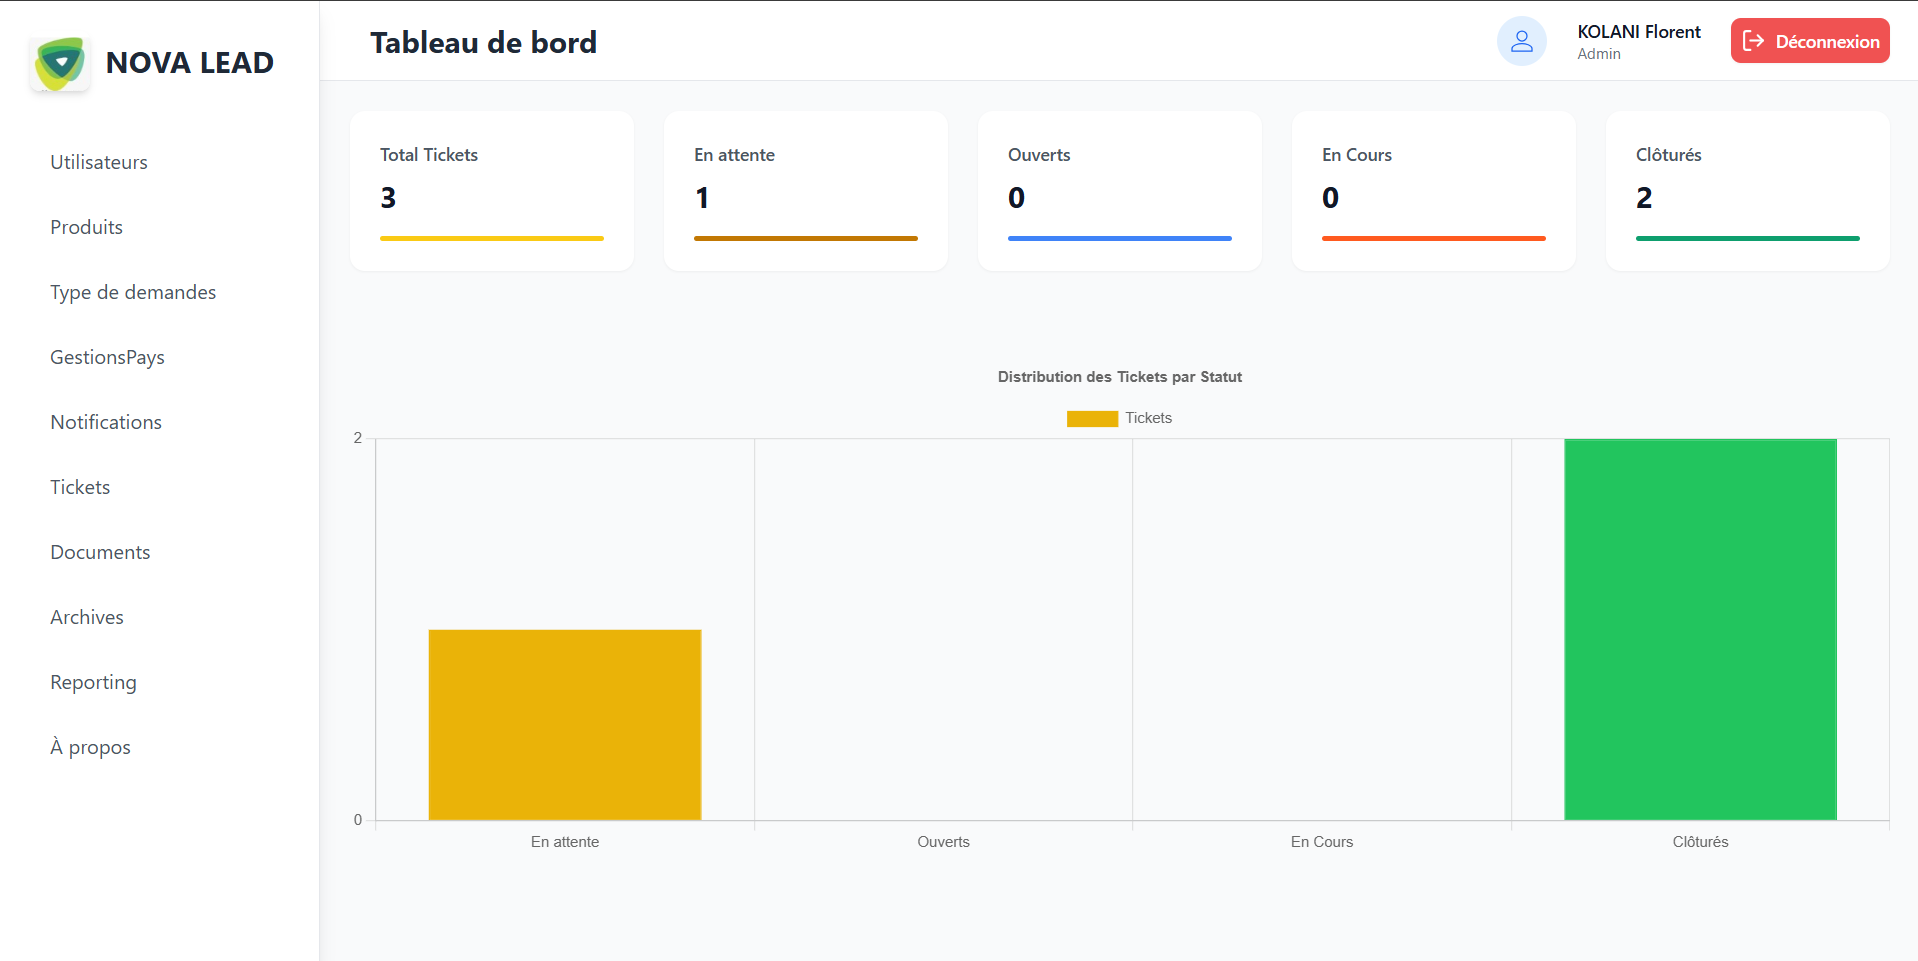 NOVA LEAD
Utilisateurs
Produits
Type de demandes
GestionsPays
Notifications
Tickets
Documents
Archives
Reporting
À propos
Tableau de bord
KOLANI Florent
Admin
Déconnexion
Total Tickets
3
En attente
1
Ouverts
0
En Cours
0
Clôturés
2
Distribution des Tickets par Statut
Tickets
2
0
En attente
Ouverts
En Cours
Clôturés